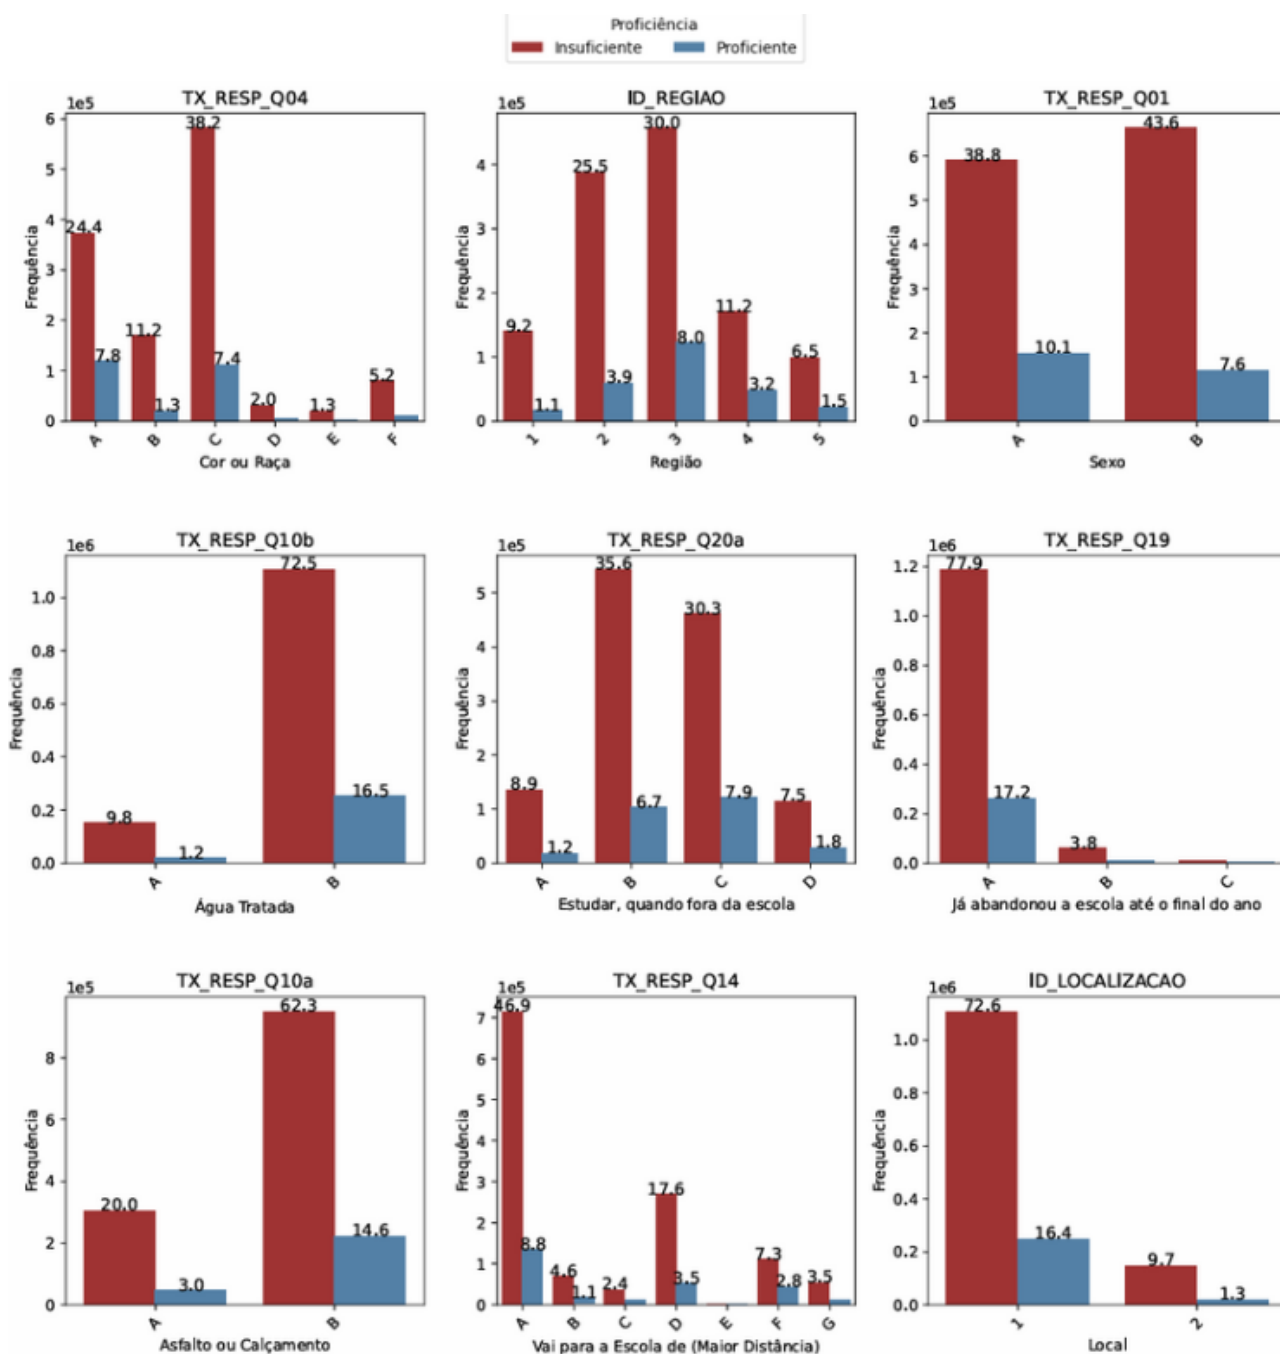 Proficiência
Insuficiente Proficiente
TX_RESP_Q04
1e5
Frequência
6
5
4
3
2
1
0
24.4
7.8
11.2
1.3
38.2
7.4
2.0
1.3
5.2
A B C D E F
Cor ou Raça
ID_REGIAO
1e5
Frequência
4
3
2
1
0
9.2
1.1
25.5
3.9
30.0
8.0
11.2
3.2
6.5
1.5
1 2 3 4 5
Região
TX_RESP_Q01
1e5
Frequência
6
5
4
3
2
1
0
38.8
10.1
43.6
7.6
A B
Sexo
TX_RESP_Q10b
1e6
Frequência
1.0
0.8
0.6
0.4
0.2
0.0
9.8
1.2
72.5
16.5
A B
Água Tratada
TX_RESP_Q20a
1e5
Frequência
5
4
3
2
1
0
8.9
1.2
35.6
6.7
30.3
7.9
7.5
1.8
A B C D
Estudar, quando fora da escola
TX_RESP_Q19
1e6
Frequência
1.2
1.0
0.8
0.6
0.4
0.2
0.0
77.9
17.2
3.8
A B C
Já abandonou a escola até o final do ano
TX_RESP_Q10a
1e5
Frequência
8
6
4
2
0
20.0
3.0
62.3
14.6
A B
Asfalto ou Calçamento
TX_RESP_Q14
1e5
Frequência
7
6
5
4
3
2
1
0
46.9
8.8
4.6
1.1
2.4
17.6
3.5
7.3
2.8
3.5
A B C D E F G
Vai para a Escola de (Maior Distância)
ID_LOCALIZACAO
1e6
Frequência
1.0
0.8
0.6
0.4
0.2
0.0
72.6
16.4
9.7
1.3
1 2
Local